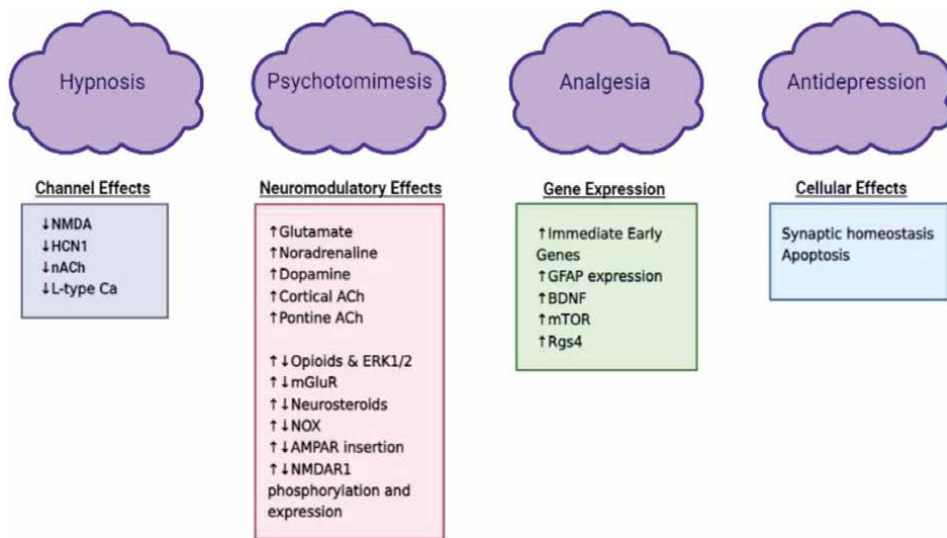 Hypnosis
Psychotomimesis
Analgesia
Antidepression
Channel Effects
↓NMDA
↓HCN1
↓nACh
↓L-type Ca
Neuromodulatory Effects
↑Glutamate
↑Noradrenaline
↑Dopamine
↑Cortical ACh
↑Pontine ACh
↑↓Opioids & ERK1/2
↑↓mGluR
↑↓Neurosteroids
↑↓NOX
↑↓AMPAR insertion
↑↓NMDAR1
phosphorylation and
expression
Gene Expression
↑Immediate Early
Genes
↑GFAP expression
↑BDNF
↑mTOR
↑Rgs4
Cellular Effects
Synaptic homeostasis
Apoptosis